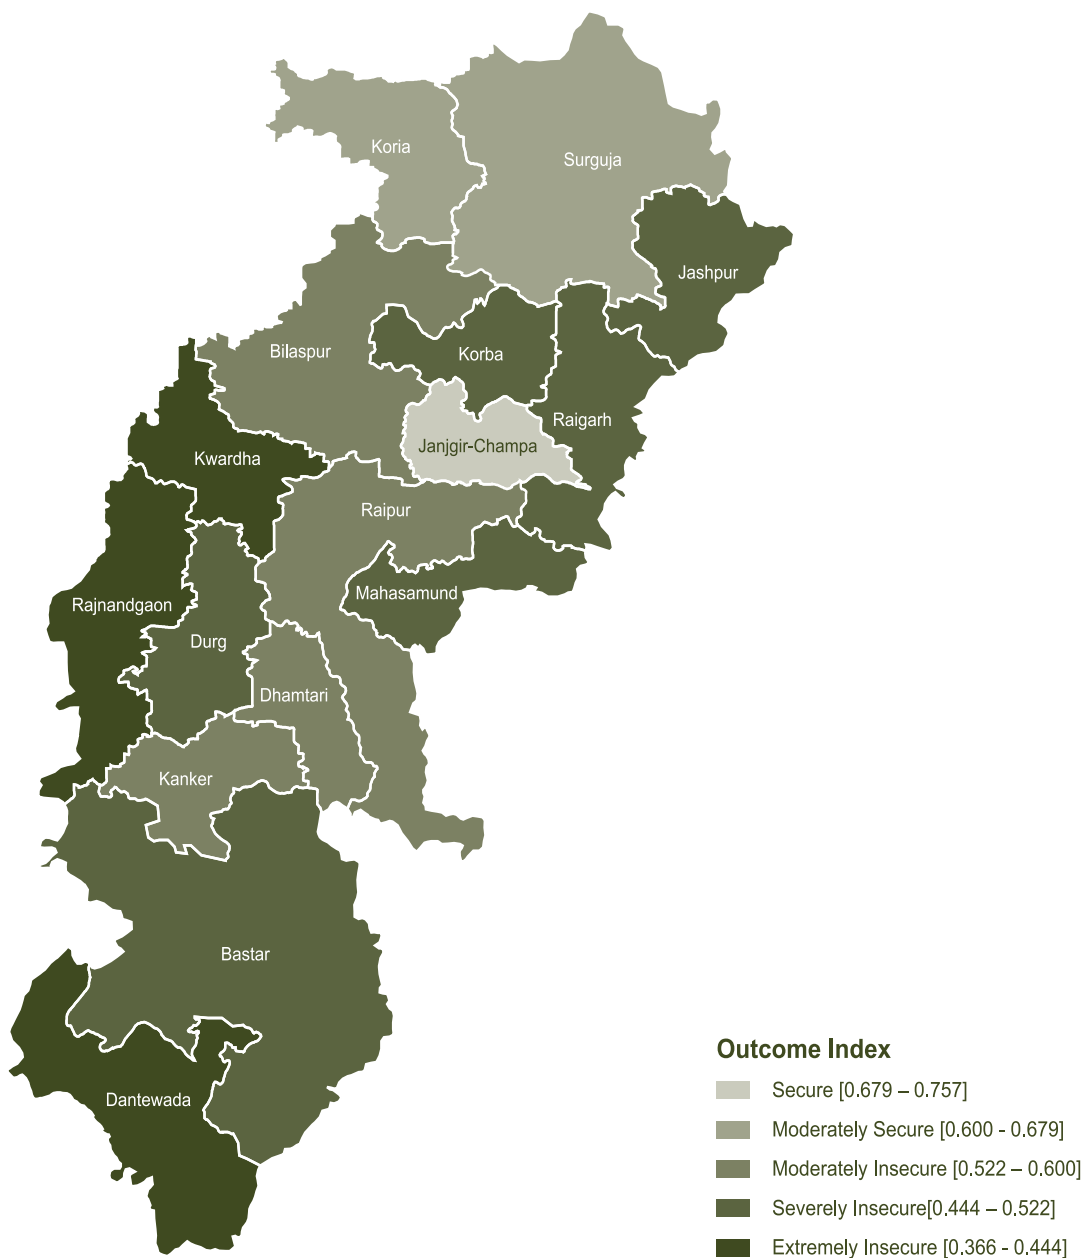 Koria
Surguja
Jashpur
Bilaspur
Korba
Raigarh
Janjgir-Champa
Kwardha
Raipur
Mahasamund
Rajnandgaon
Durg
Dhamtari
Kanker
Bastar
Dantewada
Outcome Index
Secure [0.679 – 0.757]
Moderately Secure [0.600 - 0.679]
Moderately Insecure [0.522 – 0.600]
Severely Insecure[0.444 – 0.522]
Extremely Insecure [0.366 - 0.444]